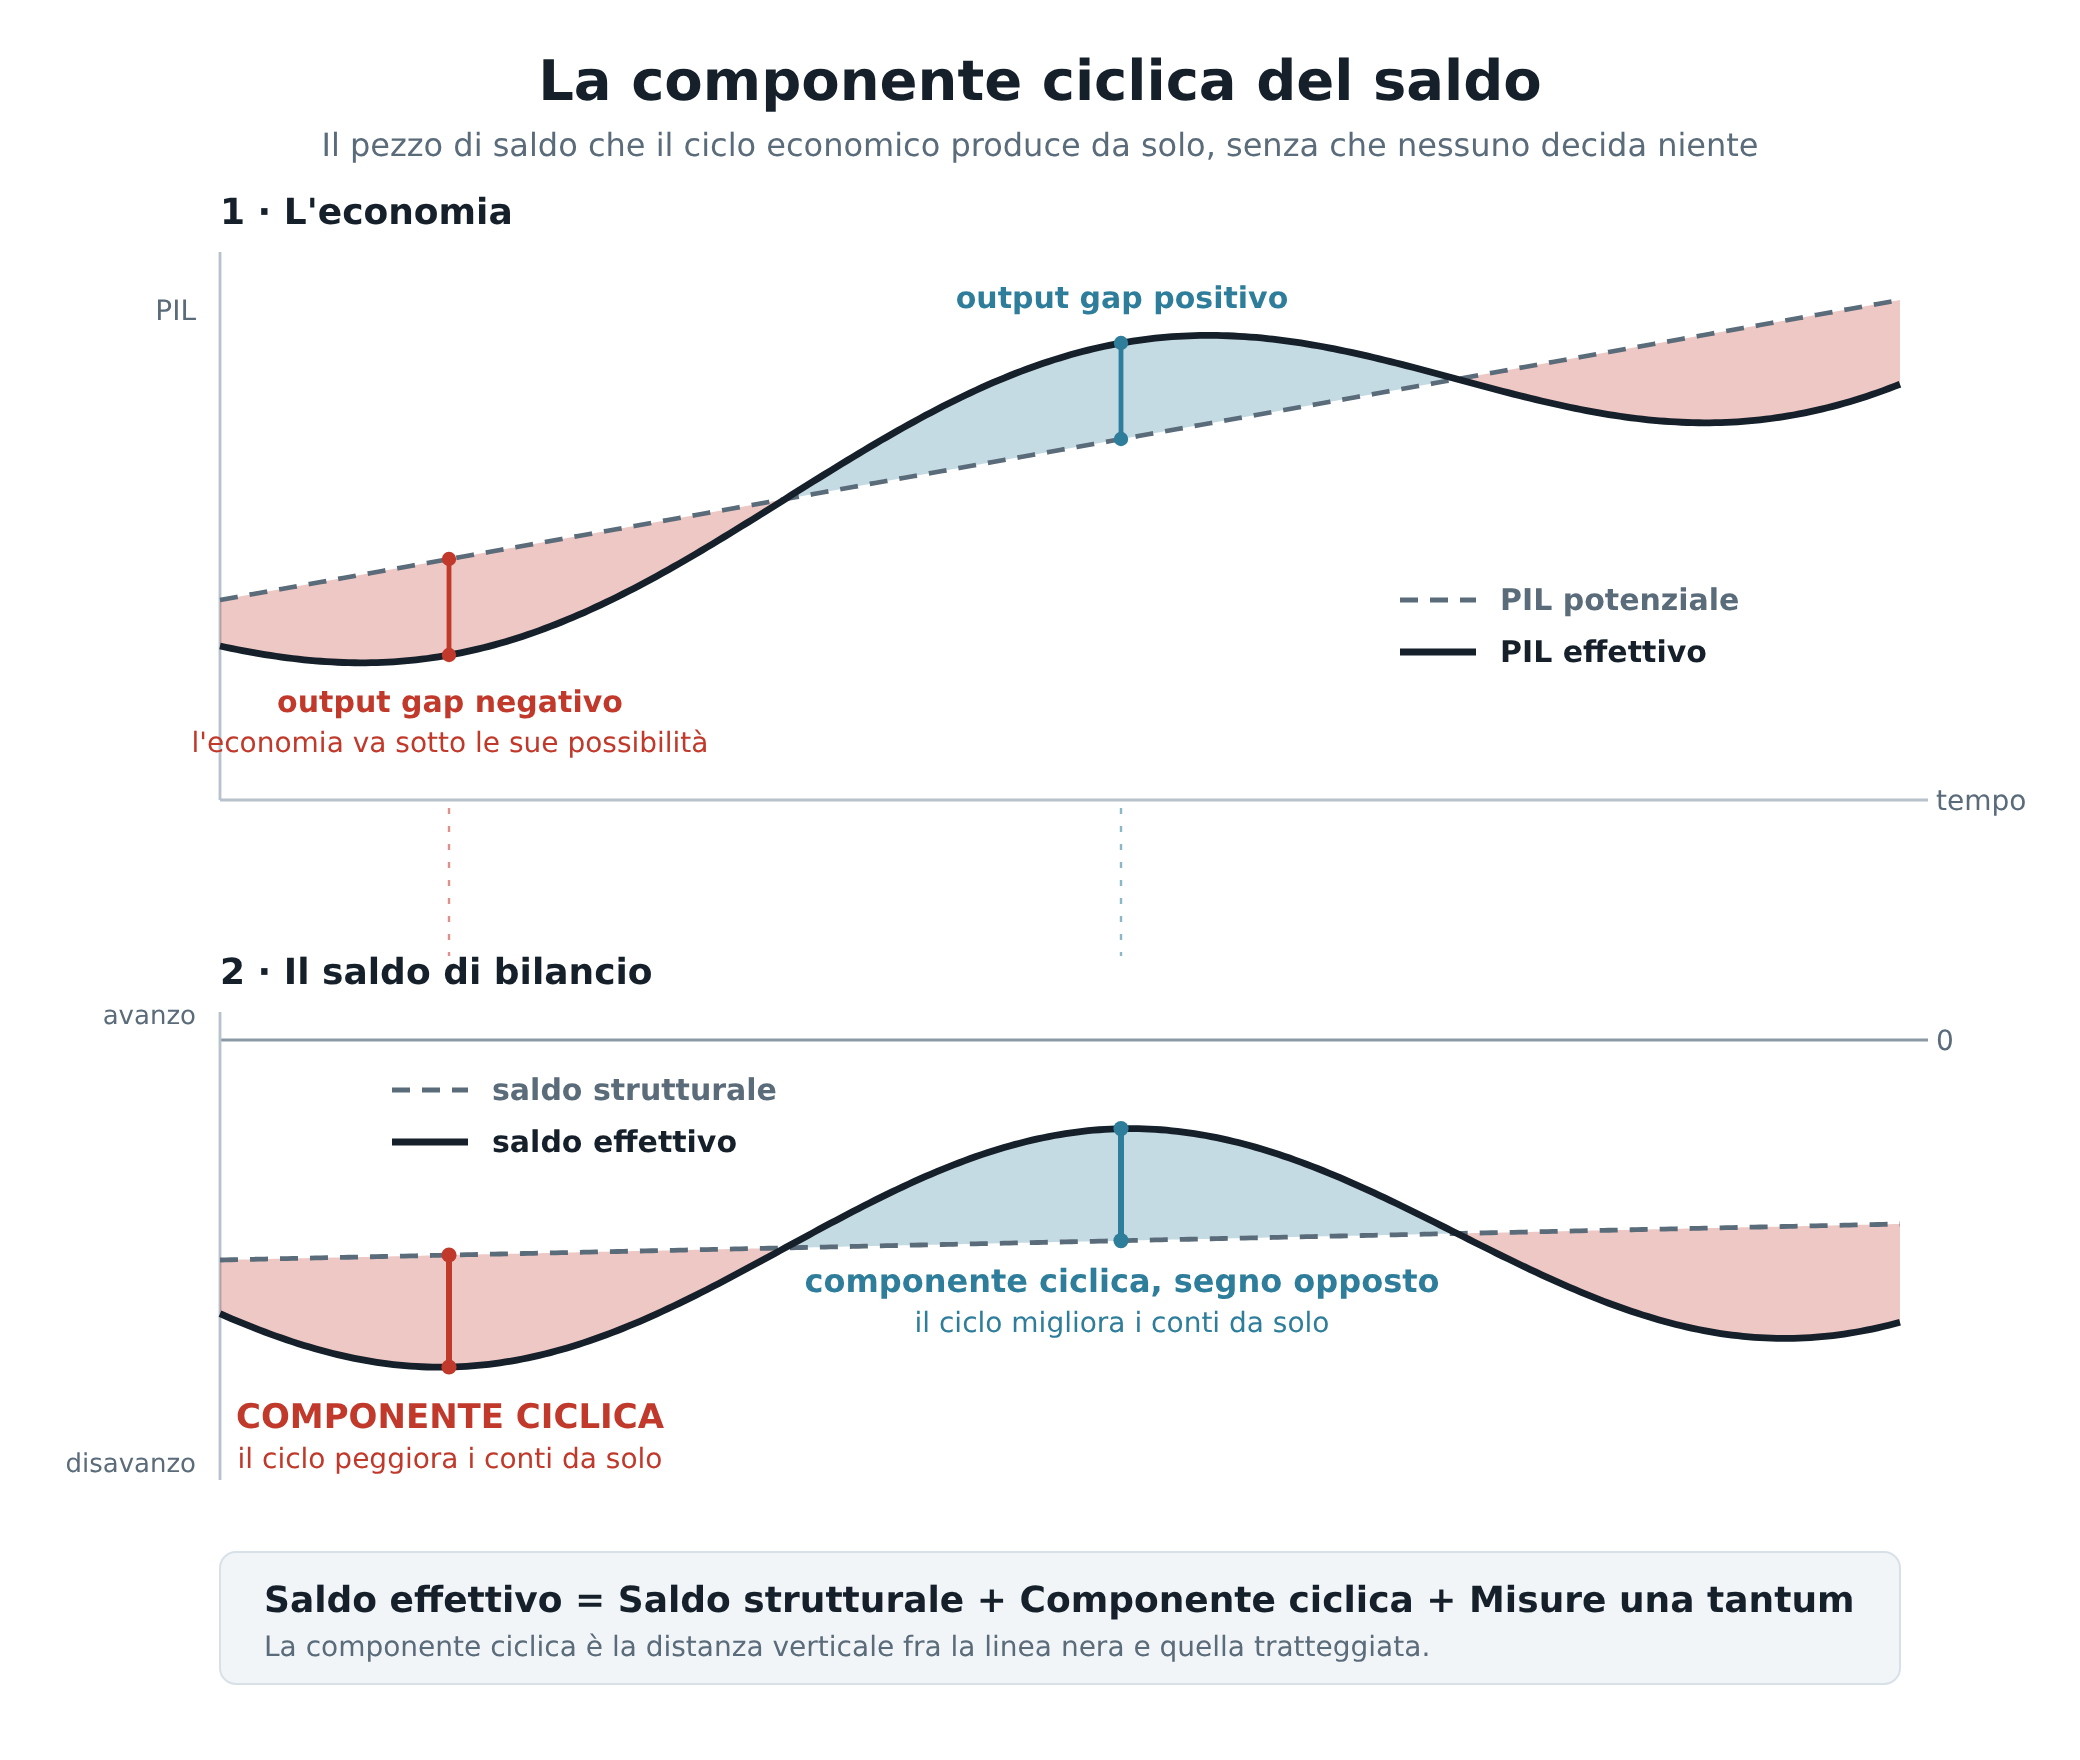 La componente ciclica del saldo
Il pezzo di saldo che il ciclo economico produce da solo, senza che nessuno decida niente
1 · L'economia
PIL
output gap positivo
PIL potenziale
PIL effettivo
output gap negativo
l'economia va sotto le sue possibilità
tempo
2 · Il saldo di bilancio
avanzo
0
saldo strutturale
saldo effettivo
componente ciclica, segno opposto
il ciclo migliora i conti da solo
COMPONENTE CICLICA
il ciclo peggiora i conti da solo
disavanzo
Saldo effettivo = Saldo strutturale + Componente ciclica + Misure una tantum
La componente ciclica è la distanza verticale fra la linea nera e quella tratteggiata.